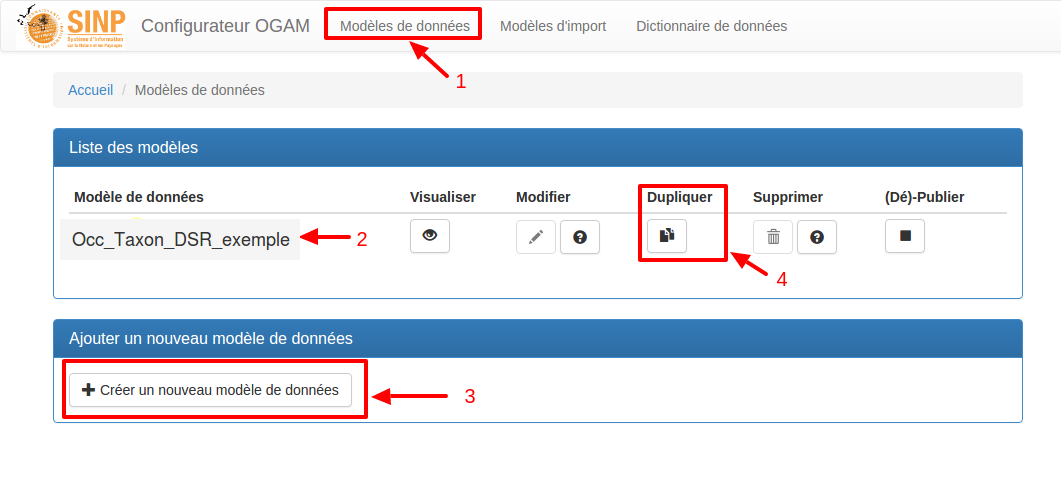 SINP
Système d'Information
sur la Nature et les Paysages
Configurateur OGAM
Modèles de données
Modèles d'import
Dictionnaire de données
1
Accueil / Modèles de données
Liste des modèles
Modèle de données Visualiser Modifier Dupliquer Supprimer (Dé)-Publier
Occ_Taxon_DSR_exemple
2
4
Ajouter un nouveau modèle de données
Créer un nouveau modèle de données
3